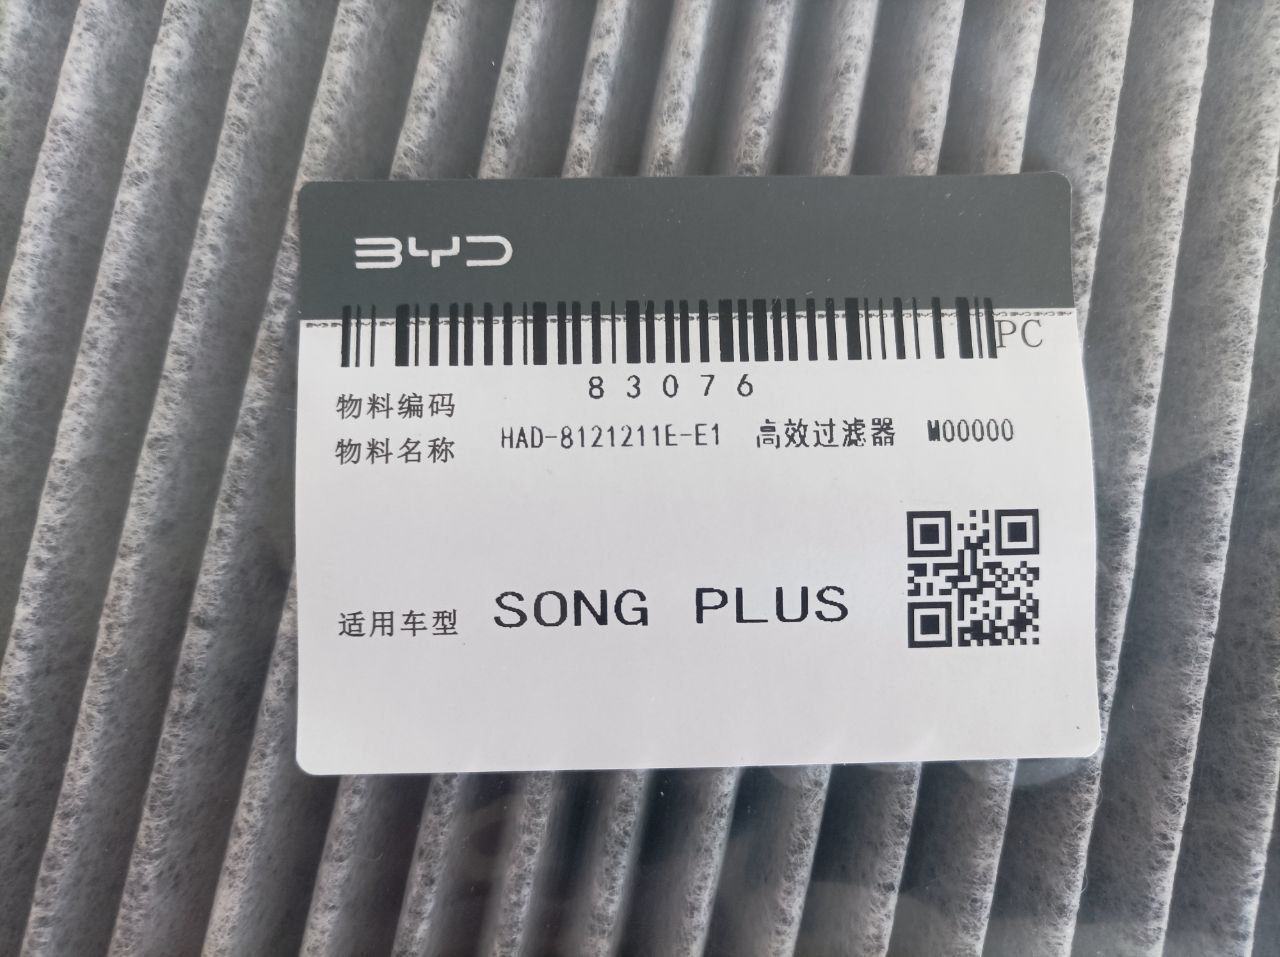 BYD
PC
83076
物料编码
物料名称 HAD-8121211E-E1 高效过滤器 M00000
适用车型 SONG PLUS